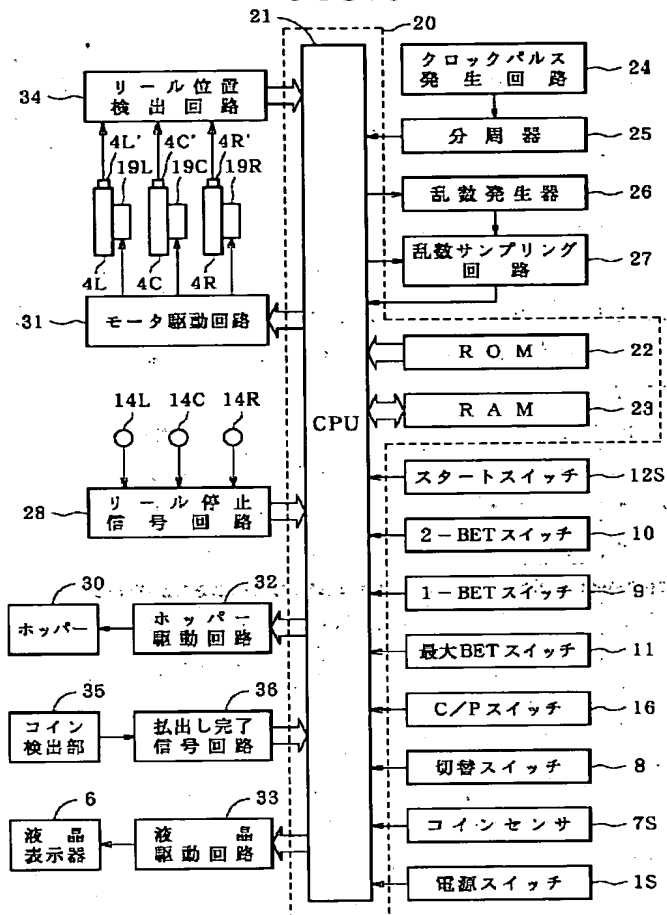 20
21
リール位置
検出回路
34
クロックパルス
発生回路
24
分周器
25
4L' 4C' 4R'
19L 19C 19R
乱数発生器
26
乱数サンプリング
回路
27
4L 4C 4R
31
モータ駆動回路
ROM
22
RAM
23
CPU
14L 14C 14R
スタートスイッチ
12S
28
リール停止
信号回路
2-BETスイッチ
10
30
32
ホッパー
ホッパー
駆動回路
1-BETスイッチ
9
最大BETスイッチ
11
35
36
コイン
検出部
払出し完了
信号回路
C/Pスイッチ
16
切替スイッチ
8
6
33
液晶
表示器
液晶
駆動回路
コインセンサ
7S
電源スイッチ
1S